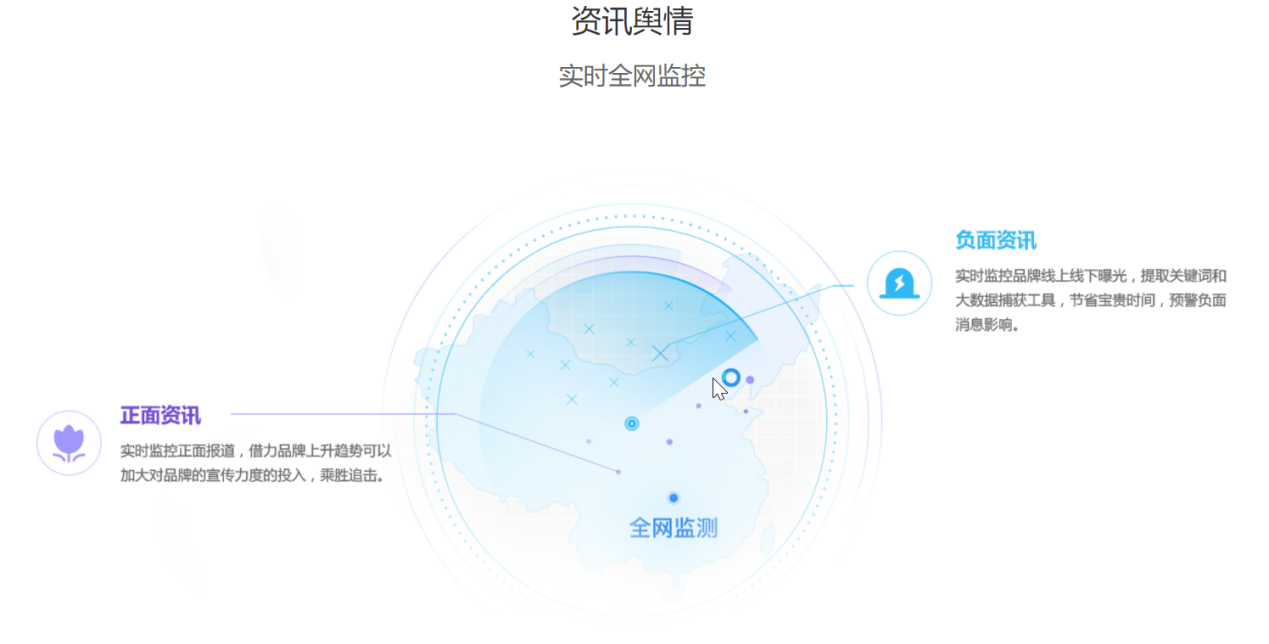 资讯舆情
实时全网监控
负面资讯
实时监控品牌线上线下曝光，提取关键词和
大数据捕获工具，节省宝贵时间，预警负面
消息影响。
正面资讯
实时监控正面报道，借力品牌上升趋势可以
加大对品牌的宣传力度的投入，乘胜追击。
全网监测